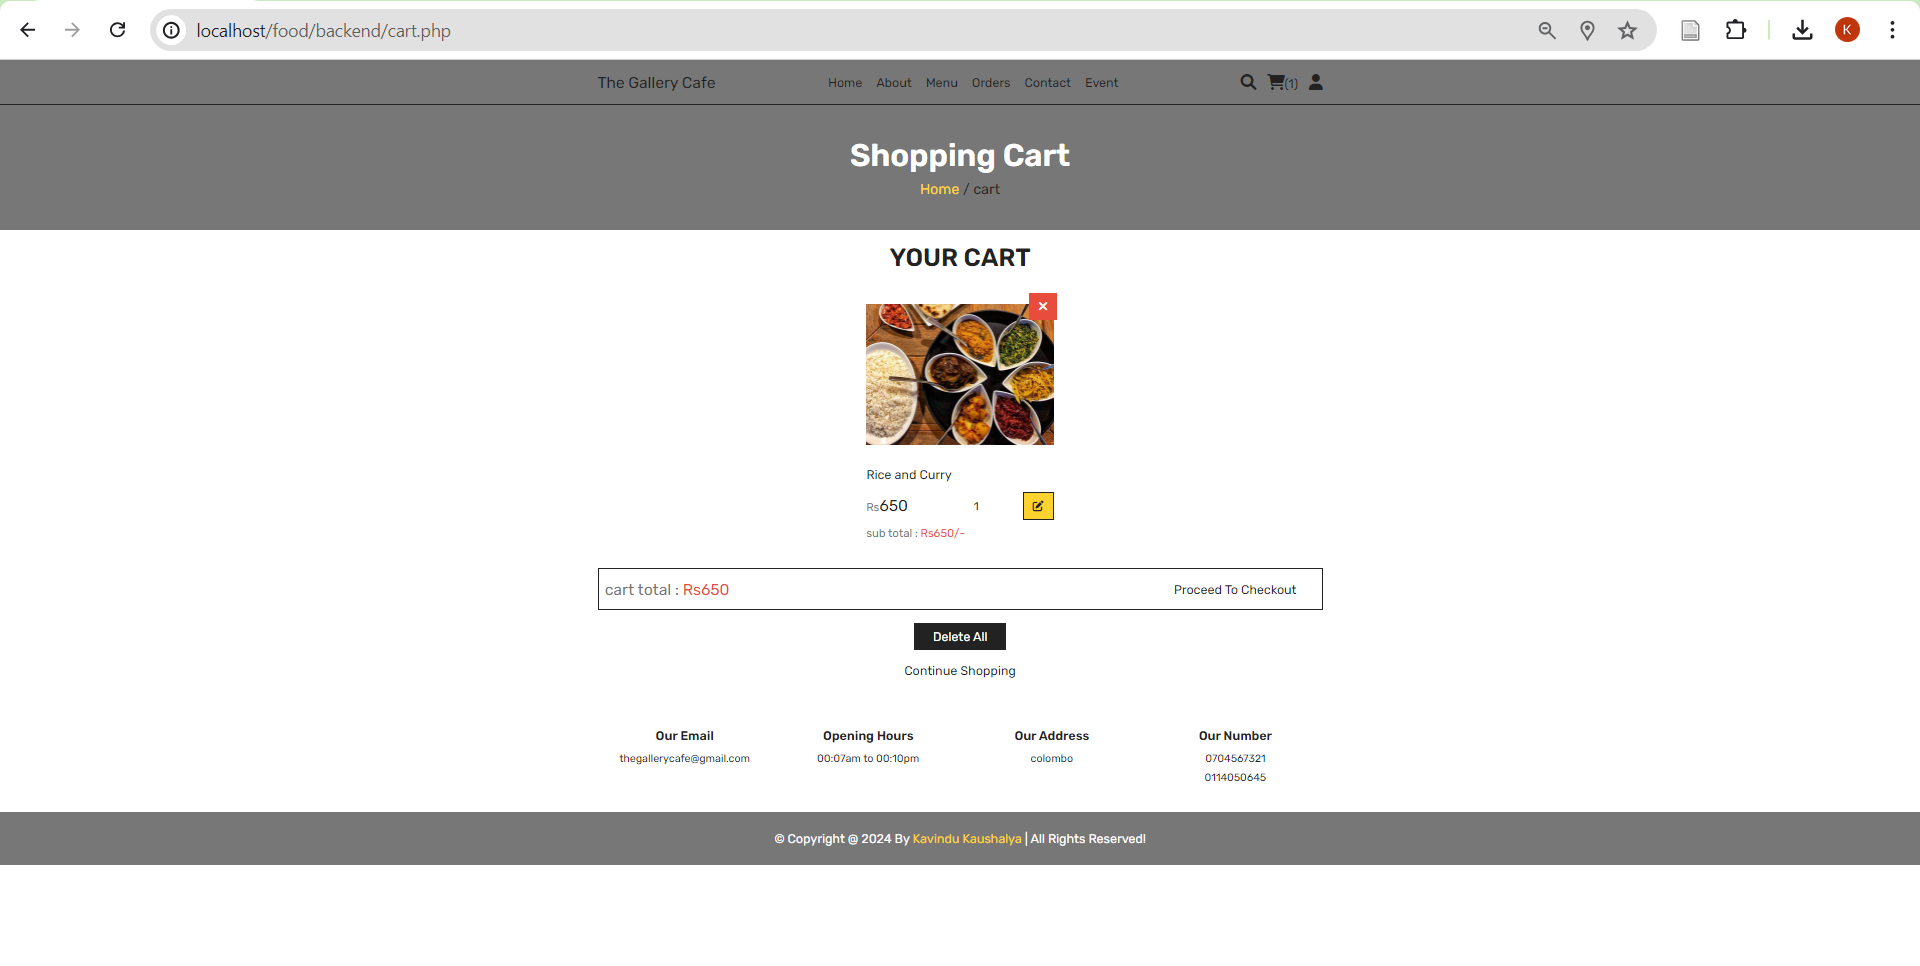 localhost/food/backend/cart.php
K
The Gallery Cafe Home About Menu Orders Contact Event (1)
Shopping Cart
Home / cart
YOUR CART
Rice and Curry
Rs650 1
sub total : Rs650/-
cart total : Rs650 Proceed To Checkout
Delete All
Continue Shopping
Our Email Opening Hours Our Address Our Number
thegallerycafe@gmail.com 00:07am to 00:10pm colombo 0704567321
0114050645
© Copyright @ 2024 By Kavindu Kaushalya | All Rights Reserved!